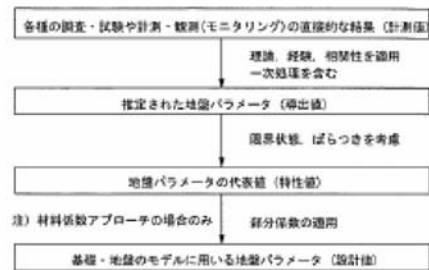 各種の調査・試験や計測・観測(モニタリング)の直接的な結果(計測値)
理論,経験,相関性を適用
一次処理を含む
推定された地盤パラメータ(導出値)
限界状態,ばらつきを考慮
地盤パラメータの代表値(特性値)
注)材料係数アプローチの場合のみ
部分係数の適用
基礎・地盤のモデルに用いる地盤パラメータ(設計値)